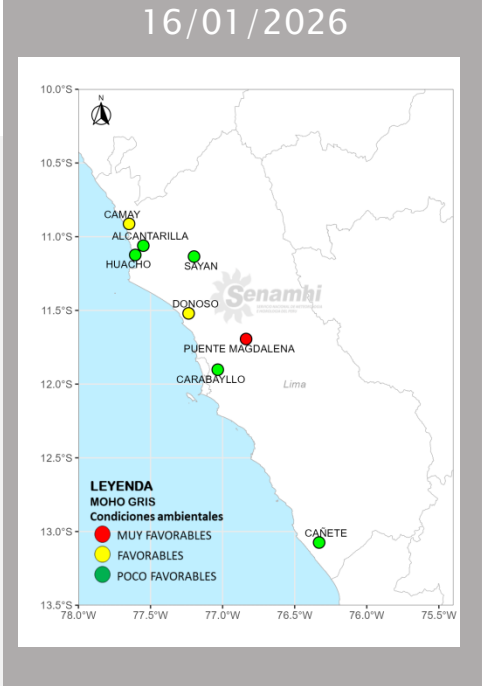 16/01/2026
10.0°S
N
10.5°S
CAMAY
11.0°S
ALCANTARILLA
HUACHO
SAYAN
Senamhi
11.5°S
DONOSO
PUENTE MAGDALENA
12.0°S
CARABAYLLO
Lima
12.5°S
LEYENDA
MOHO GRIS
Condiciones ambientales
MUY FAVORABLES
FAVORABLES
POCO FAVORABLES
13.0°S
CAÑETE
13.5°S
78.0°W 77.5°W 77.0°W 76.5°W 76.0°W 75.5°W